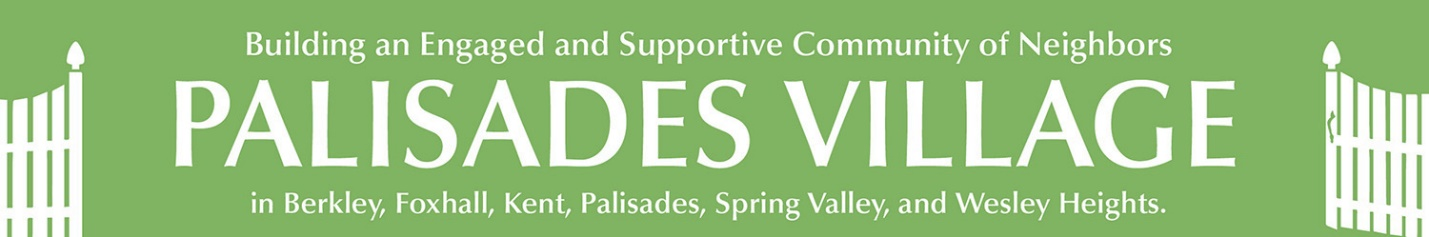 Building an Engaged and Supportive Community of Neighbors
PALISADES VILLAGE
in Berkley, Foxhall, Kent, Palisades, Spring Valley, and Wesley Heights.